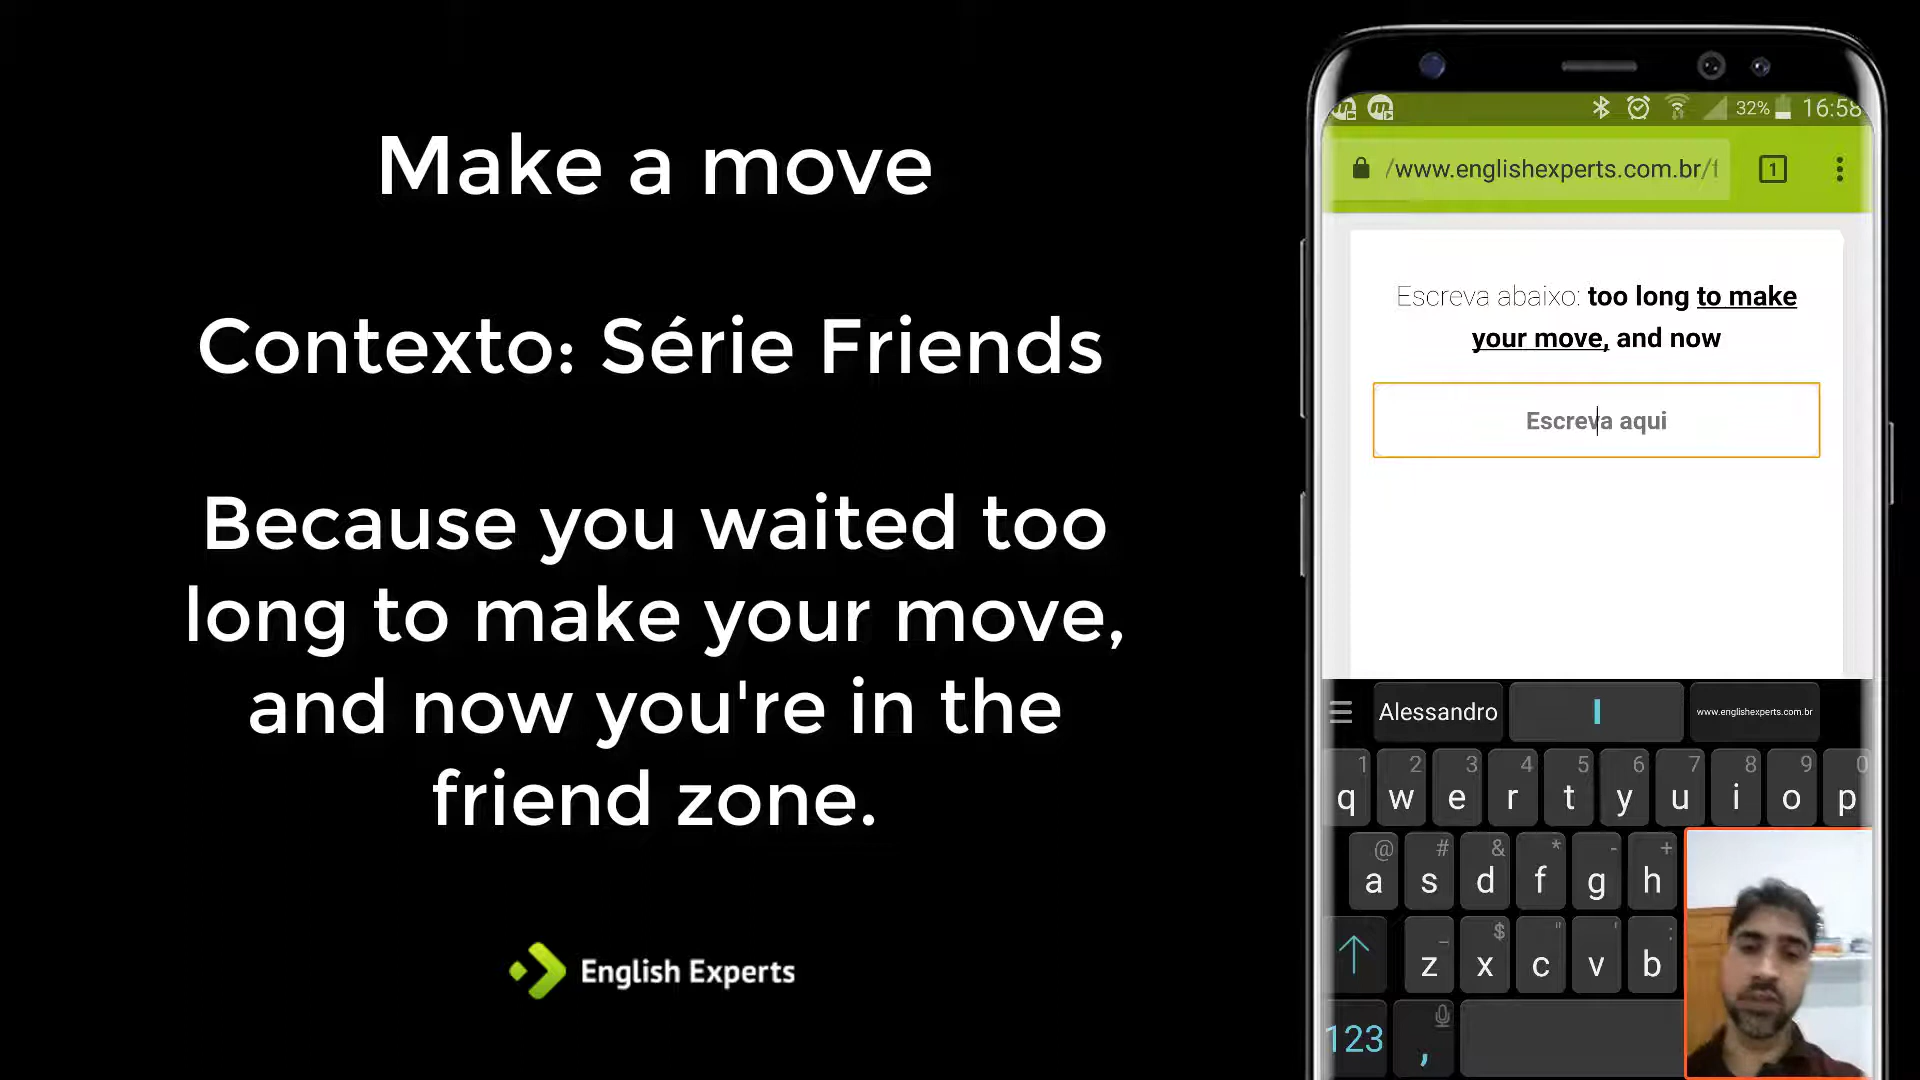 Make a move
Contexto: Série Friends
Because you waited too
long to make your move,
and now you're in the
friend zone.
English Experts
32% 16:58
/www.englishexperts.com.br/f
1
Escreva abaixo: too long to make
your move, and now
Escreva aqui
Alessandro I www.englishexperts.com.br
1 2 3 4 5 6 7 8 9 0
q w e r t y u i o p
@ # & * - +
a s d f g h
_ $ " ' :
z x c v b
123 ,